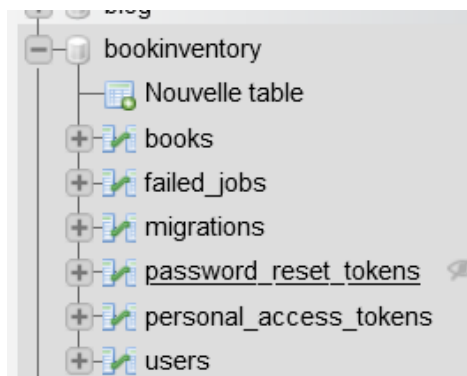 blog
bookinventory
Nouvelle table
books
failed_jobs
migrations
password_reset_tokens
personal_access_tokens
users